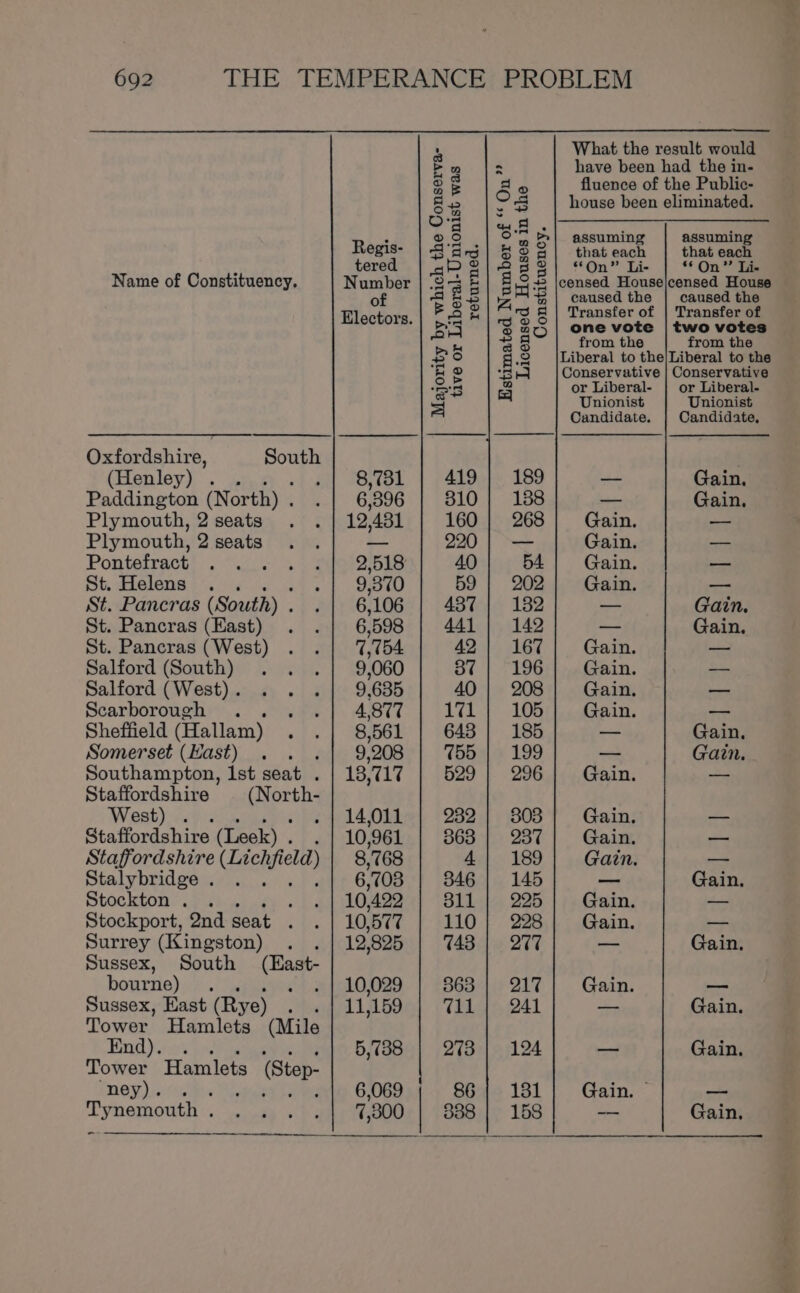 692 THE TEMPERANCE PROBLEM
Name of Constituency.
Regis-
tered
Number
of
Electors.
Majority by which the Conserva-
tive or Liberal-Unionist was
returned.
Estimated Number of “On”
Licensed Houses in the
Constituency.
What the result would
have been had the in-
fluence of the Public-
house been eliminated.
assuming
that each
“On” Li-
censed House
caused the
Transfer of
one vote
from the
Liberal to the
Conservative
or Liberal-
Unionist
Candidate.
assuming
that each
“On” Li-
censed House
caused the
Transfer of
two votes
from the
Liberal to the
Conservative
or Liberal-
Unionist
Candidate.
Oxfordshire, South
(Henley) . . . . . 8,731 419 189 — Gain.
Paddington (North) . . 6,396 310 138 — Gain.
Plymouth, 2 seats . . 12,431 160 268 Gain. —
Plymouth, 2 seats . . — 220 — Gain. —
Pontefract . . . . . 2,518 40 54 Gain. —
St. Helens . . . . . 9,370 59 202 Gain. —
St. Pancras (South) . . 6,106 437 132 — Gain.
St. Pancras (East) . . 6,598 441 142 — Gain.
St. Pancras (West) . . 7,754 42 167 Gain. —
Salford (South) . . . 9,060 37 196 Gain. —
Salford (West) . . . . 9,635 40 208 Gain. —
Scarborough . . . . 4,877 171 105 Gain. —
Sheffield (Hallam) . . 8,561 643 185 — Gain.
Somerset (East) . . . 9,208 755 199 — Gain.
Southampton, 1st seat . 13,717 529 296 Gain. —
Staffordshire (North-
West) . . . . . . 14,011 232 303 Gain. —
Staffordshire (Leek) . . 10,961 363 237 Gain. —
Staffordshire (Lichfield) 8,768 4 189 Gain. —
Stalybridge . . . . . 6,703 346 145 — Gain.
Stockton . . . . . . 10,422 311 225 Gain. —
Stockport, 2nd seat . . 10,577 110 228 Gain. —
Surrey (Kingston) . . 12,825 743 277 — Gain.
Sussex, South (East-
bourne) . . . . . 10,029 363 217 Gain. —
Sussex, East (Rye) . . 11,159 711 241 — Gain.
Tower Hamlets (Mile
End) . . . . . . . 5,738 273 124 — Gain.
Tower Hamlets (Step-
ney) . . . . . . . 6,069 86 131 Gain. —
Tynemouth . . . . . 7,300 338 158 — Gain.